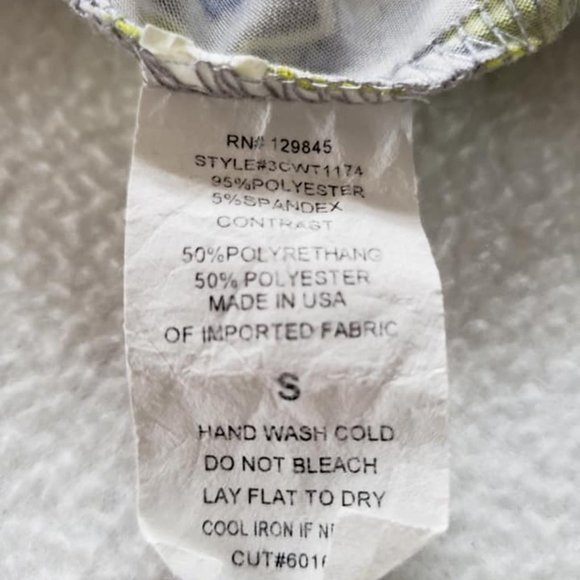 RN# 129845
STYLE#3CWT1174
95%POLYESTER
5%SPANDEX
CONTRAST
50%POLYRETHANG
50% POLYESTER
MADE IN USA
OF IMPORTED FABRIC
S
HAND WASH COLD
DO NOT BLEACH
LAY FLAT TO DRY
COOL IRON IF